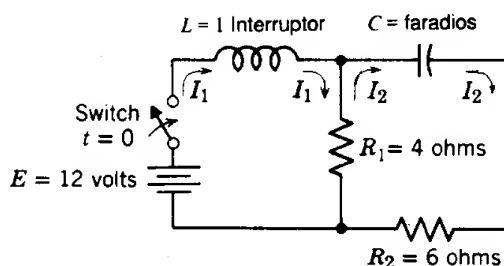 L = 1 Interruptor
C = faradios
I₁
I₁
I₂
I₂
Switch
t = 0
R₁ = 4 ohms
E = 12 volts
R₂ = 6 ohms